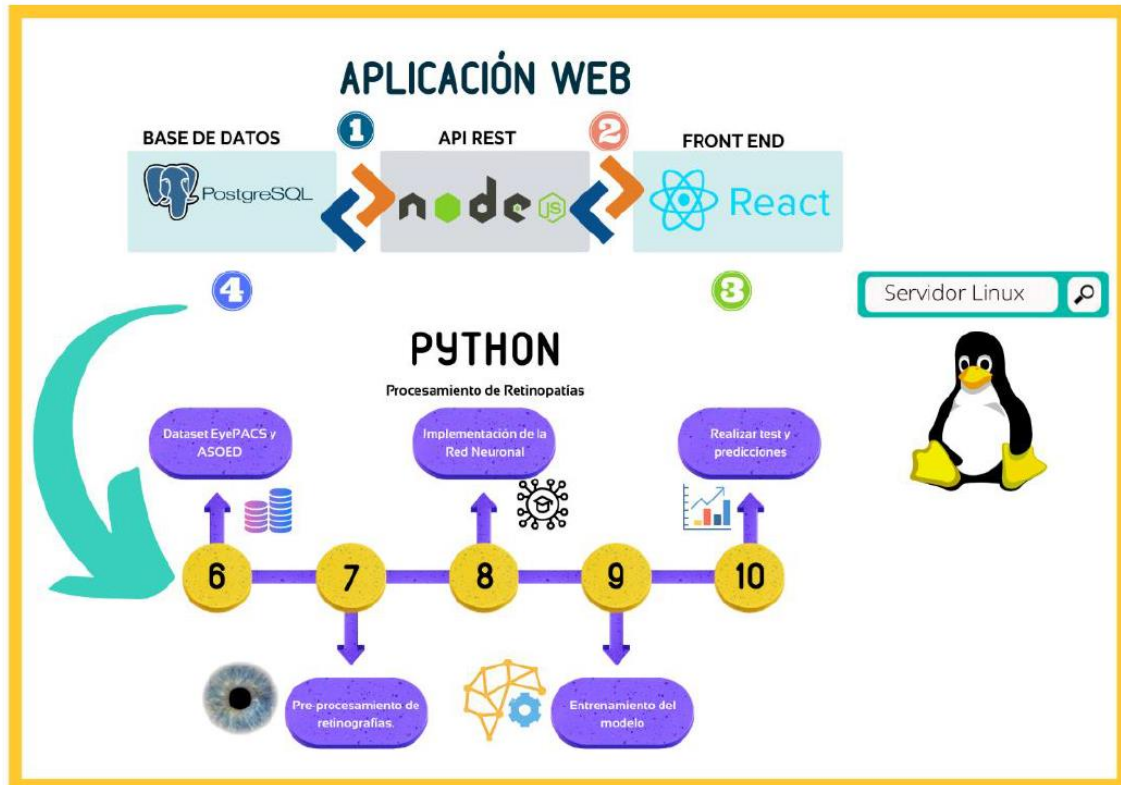 APLICACIÓN WEB
1
2
BASE DE DATOS
API REST
FRONT END
PostgreSQL
node
JS
React
4
3
Servidor Linux
PYTHON
Procesamiento de Retinopatías
Dataset EyePACS y
ASOED
Implementación de la
Red Neuronal
Realizar test y
predicciones
6
7
8
9
10
Pre-procesamiento de
retinografías.
Entrenamiento del
modelo